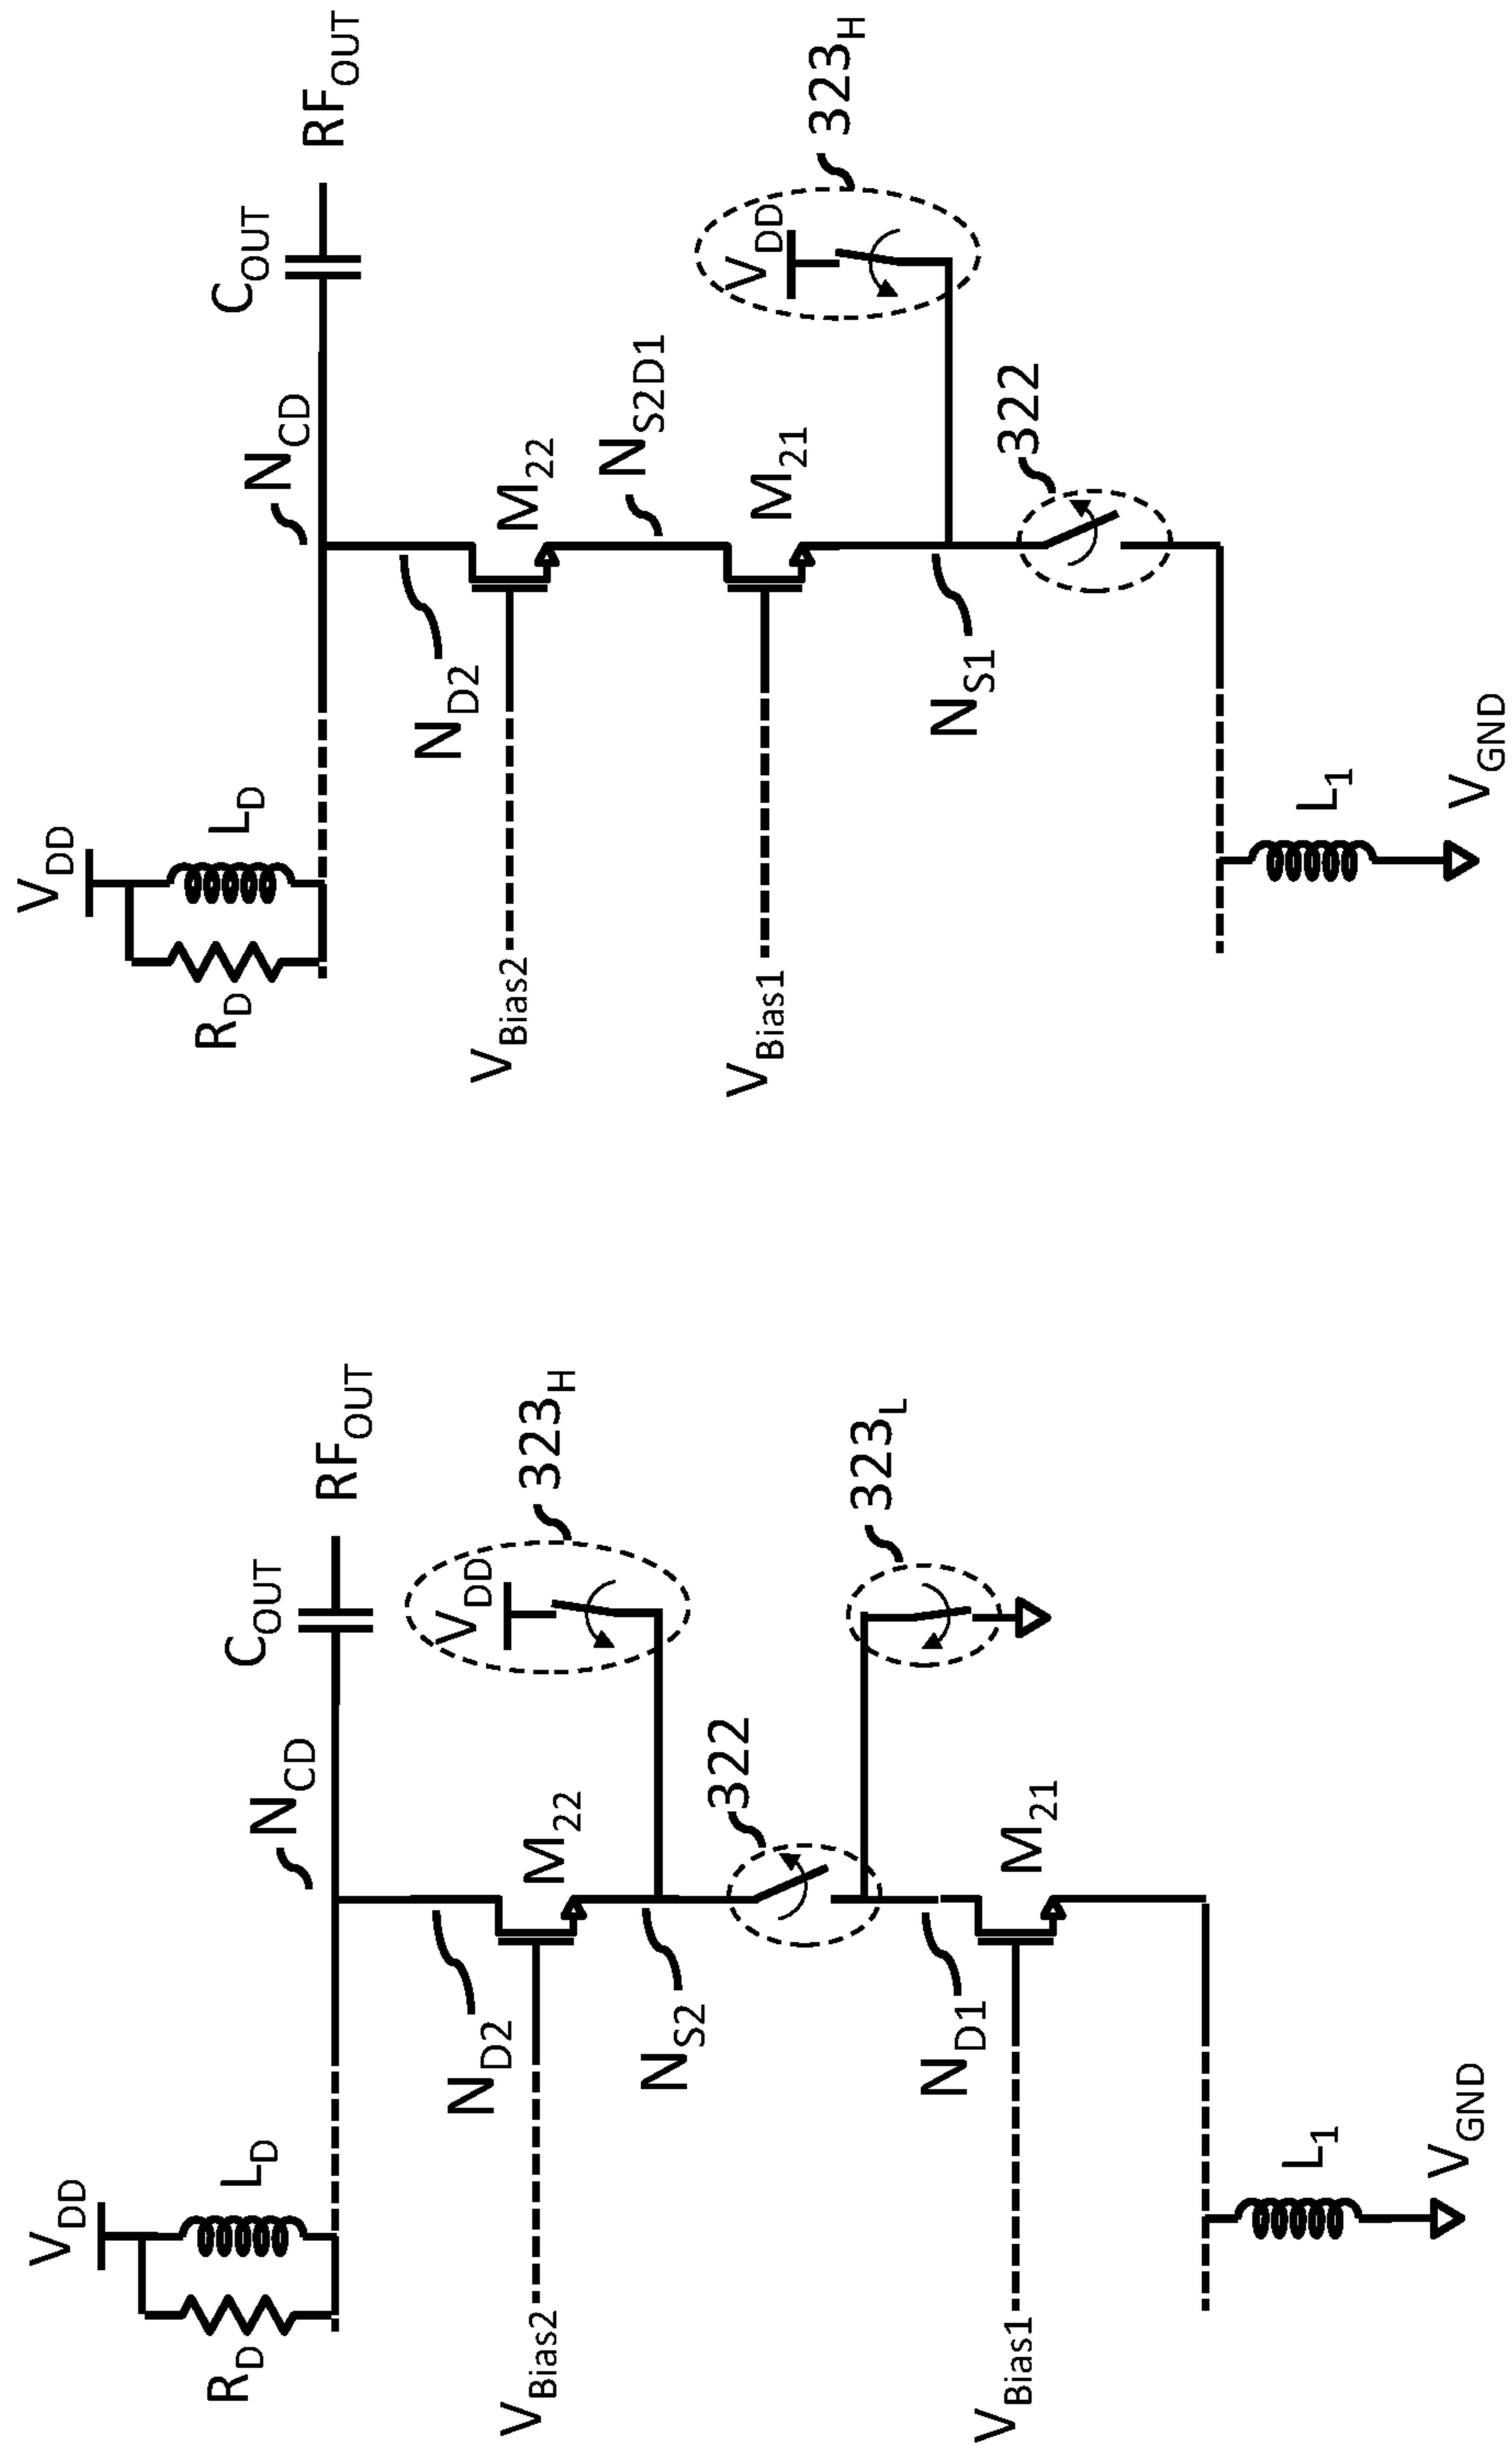 V_DD
R_D
L_D
N_CD
C_OUT
RF_OUT
N_D2
V_Bias2
M_22
V_DD
323_H
N_S2
322
323_L
N_D1
V_Bias1
M_21
L_1
V_GND
V_DD
R_D
L_D
N_CD
C_OUT
RF_OUT
N_D2
V_Bias2
M_22
N_S2D1
V_DD
323_H
V_Bias1
M_21
N_S1
322
L_1
V_GND